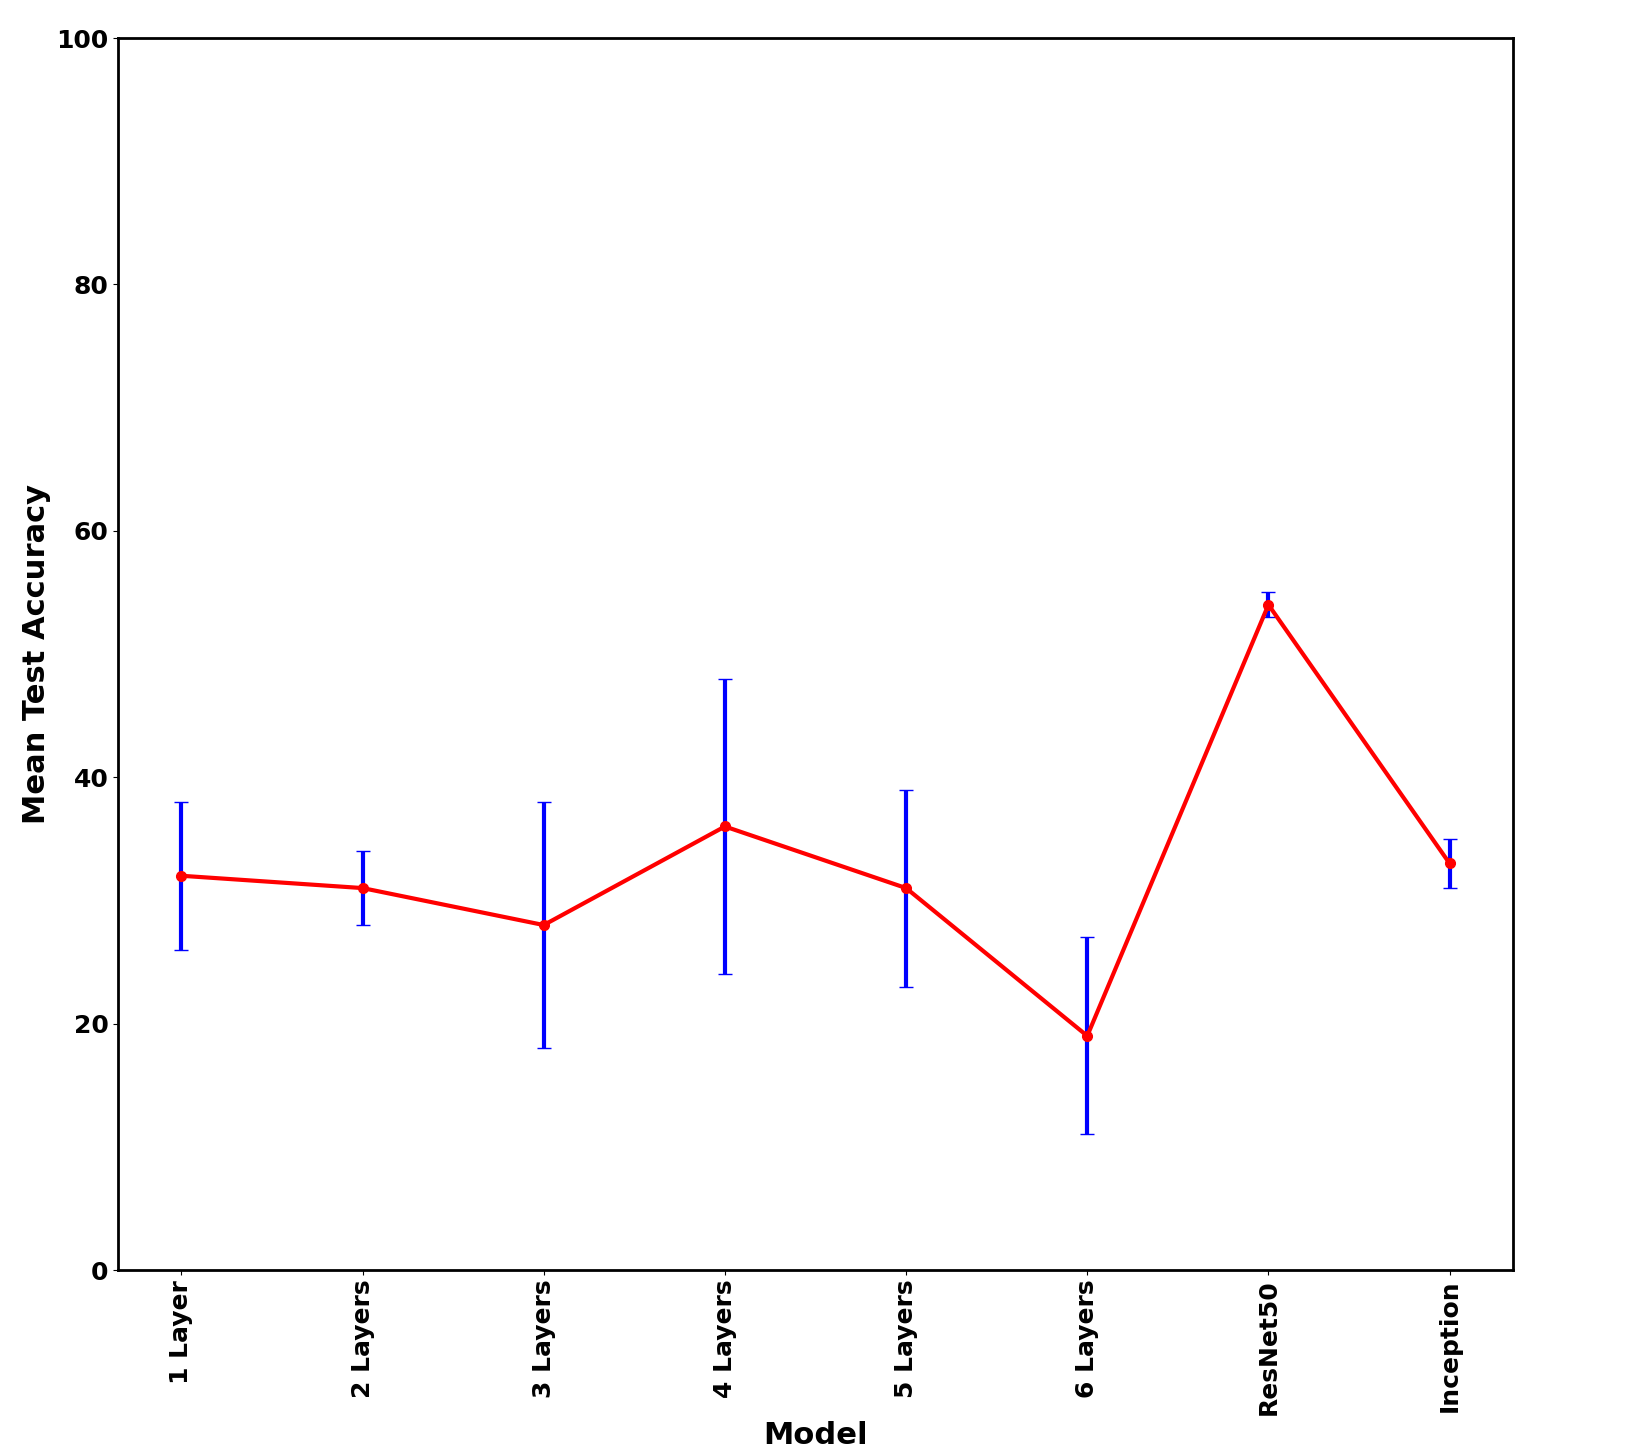 100
80
60
40
20
0
Mean Test Accuracy
1 Layer
2 Layers
3 Layers
4 Layers
5 Layers
6 Layers
ResNet50
Inception
Model